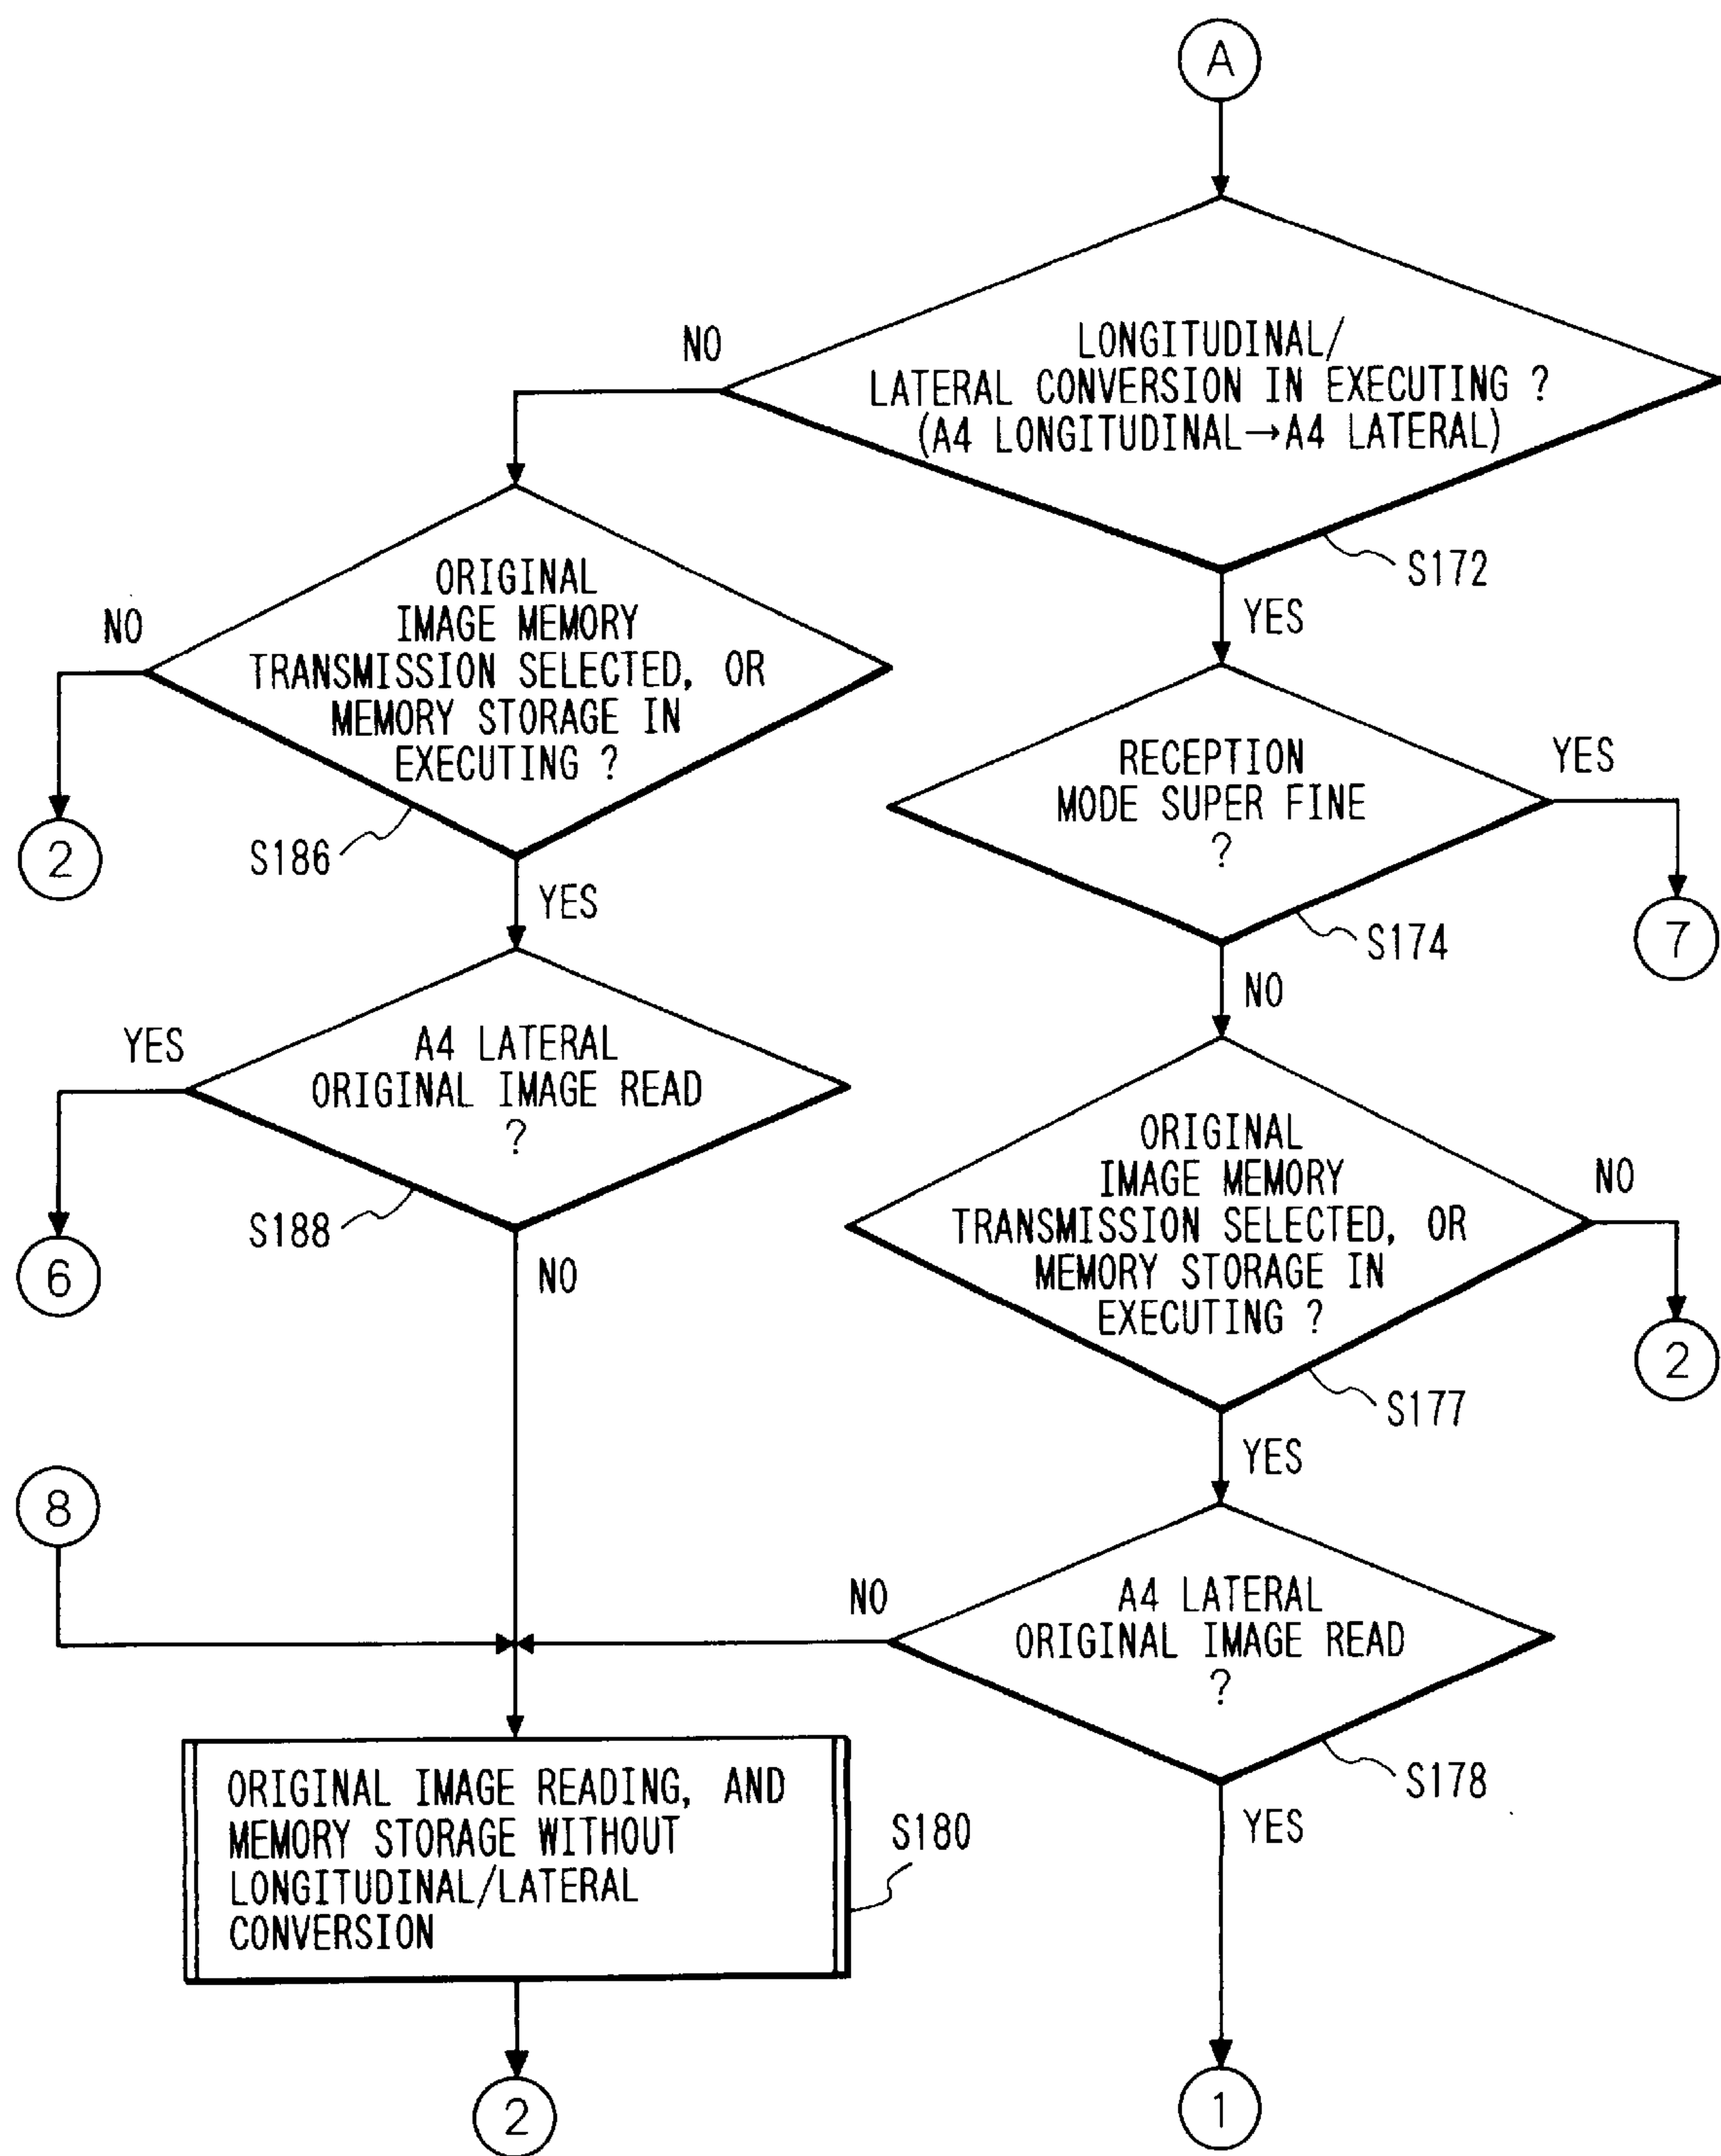 A
NO
LONGITUDINAL/
LATERAL CONVERSION IN EXECUTING ?
(A4 LONGITUDINAL→A4 LATERAL)
S172
YES
ORIGINAL
IMAGE MEMORY
TRANSMISSION SELECTED, OR
MEMORY STORAGE IN
EXECUTING ?
NO
2
S186
YES
RECEPTION
MODE SUPER FINE
?
YES
7
S174
NO
A4 LATERAL
ORIGINAL IMAGE READ
?
YES
6
S188
NO
ORIGINAL
IMAGE MEMORY
TRANSMISSION SELECTED, OR
MEMORY STORAGE IN
EXECUTING ?
NO
2
S177
YES
8
A4 LATERAL
ORIGINAL IMAGE READ
?
NO
S178
YES
ORIGINAL IMAGE READING, AND
MEMORY STORAGE WITHOUT
LONGITUDINAL/LATERAL
CONVERSION
S180
2
1